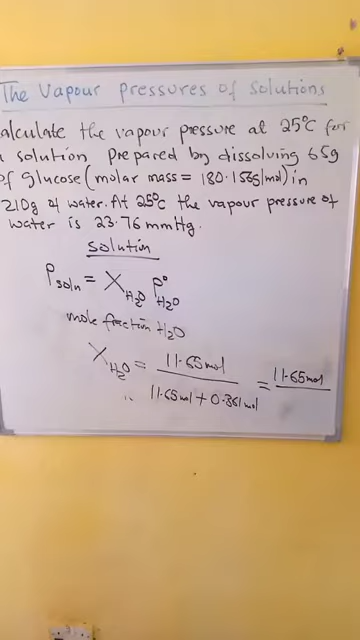 The Vapour pressures of Solutions
alculate the vapour pressure at 25°C for
a solution prepared by dissolving 65g
of glucose (molar mass = 180.156g/mol) in
210g of water. At 25°C the vapour pressure of
water is 23.76 mmHg.
Solution
Psoln = XH2O P°H2O
mole fraction H2O
XH2O = 11.65mol / 11.65mol + 0.361mol = 11.65mol